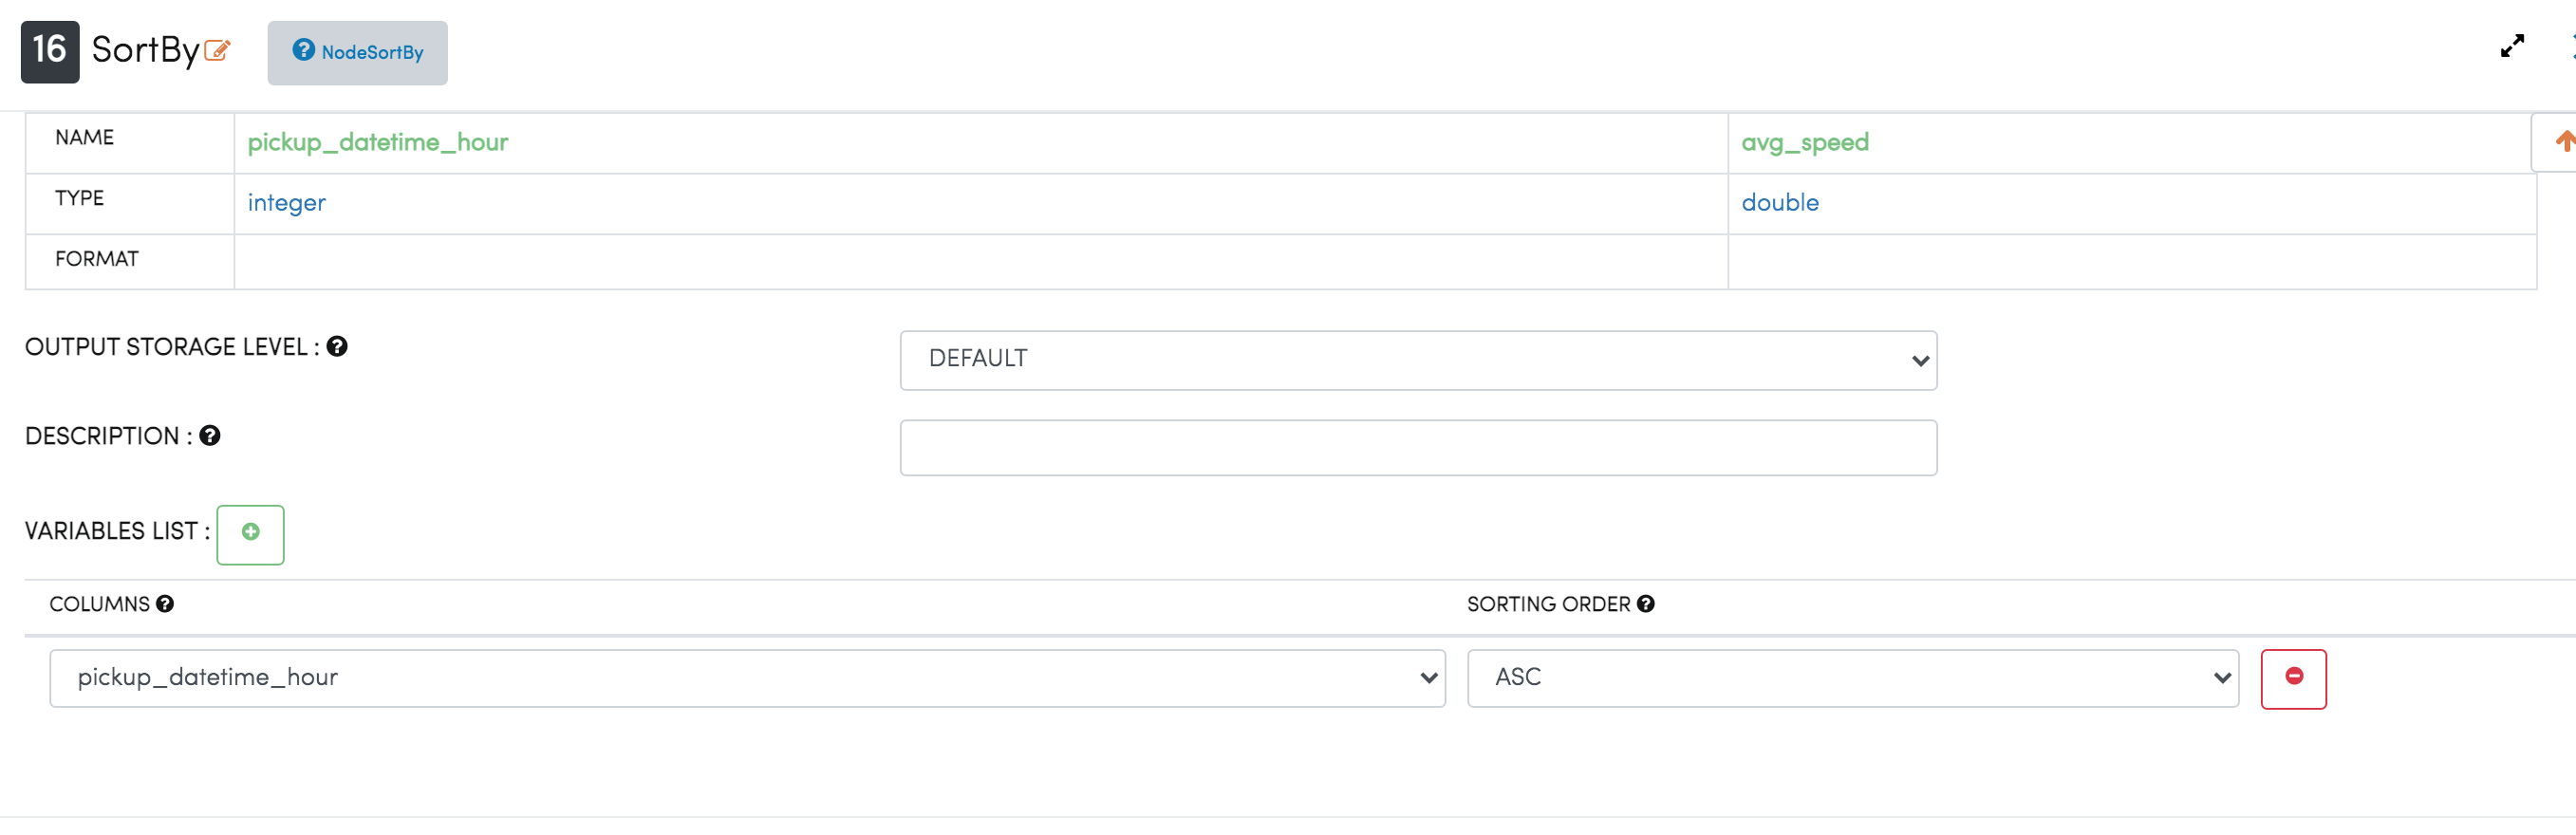 16 SortBy NodeSortBy
NAME pickup_datetime_hour avg_speed
TYPE integer double
FORMAT
OUTPUT STORAGE LEVEL : DEFAULT
DESCRIPTION :
VARIABLES LIST :
COLUMNS SORTING ORDER
pickup_datetime_hour ASC